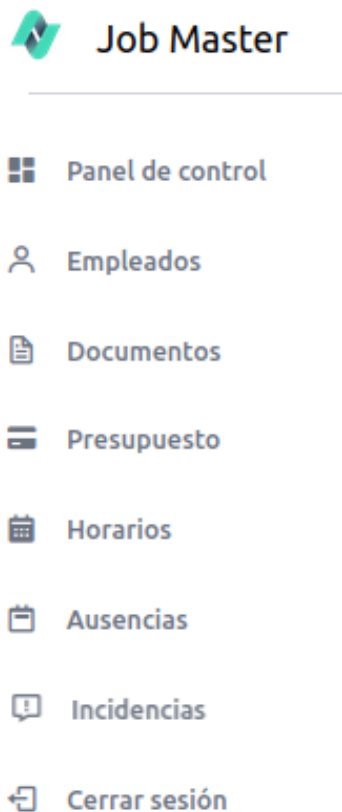 Job Master
Panel de control
Empleados
Documentos
Presupuesto
Horarios
Ausencias
Incidencias
Cerrar sesión